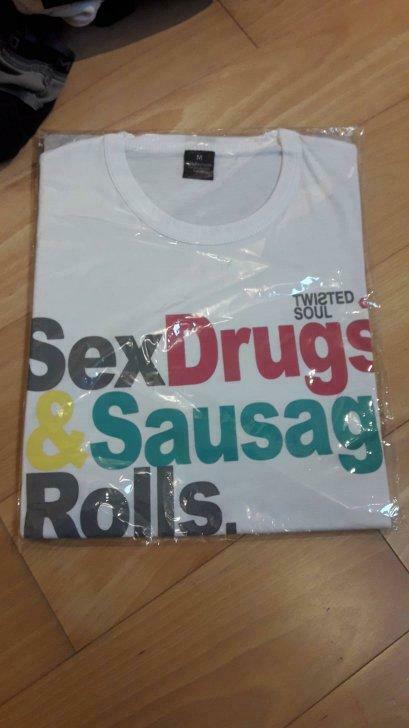 M
TWISTED
SOUL
SexDrugs
&Sausag
Rolls.